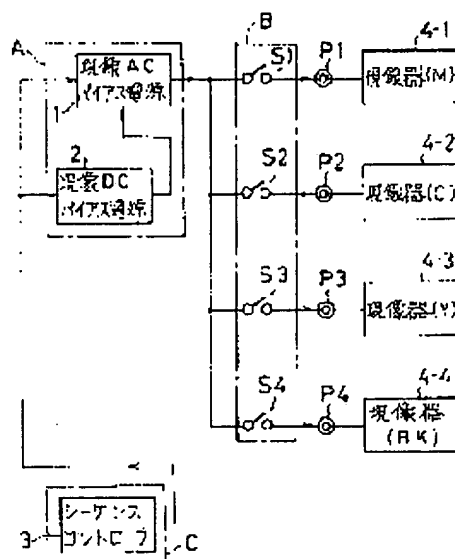 A
現像AC
バイアス電源
1
2
現像DC
バイアス電源
B
S1
P1
4-1
現像器(M)
S2
P2
4-2
現像器(C)
S3
P3
4-3
現像器(Y)
S4
P4
4-4
現像器
(BK)
3
シーケンス
コントローラ
C